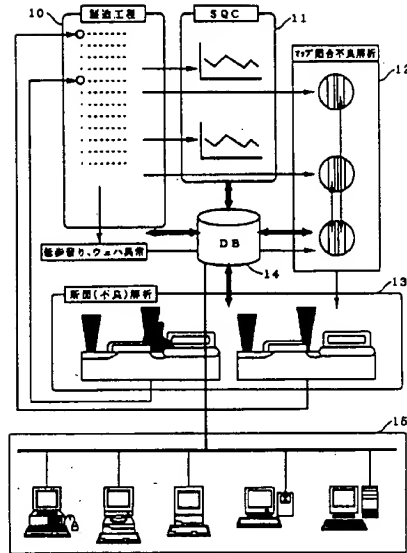 10
製造工程
SQC
11
マップ照合不良解析
12
低歩留り、ウェハ異常
DB
14
断面(不良)解析
13
15